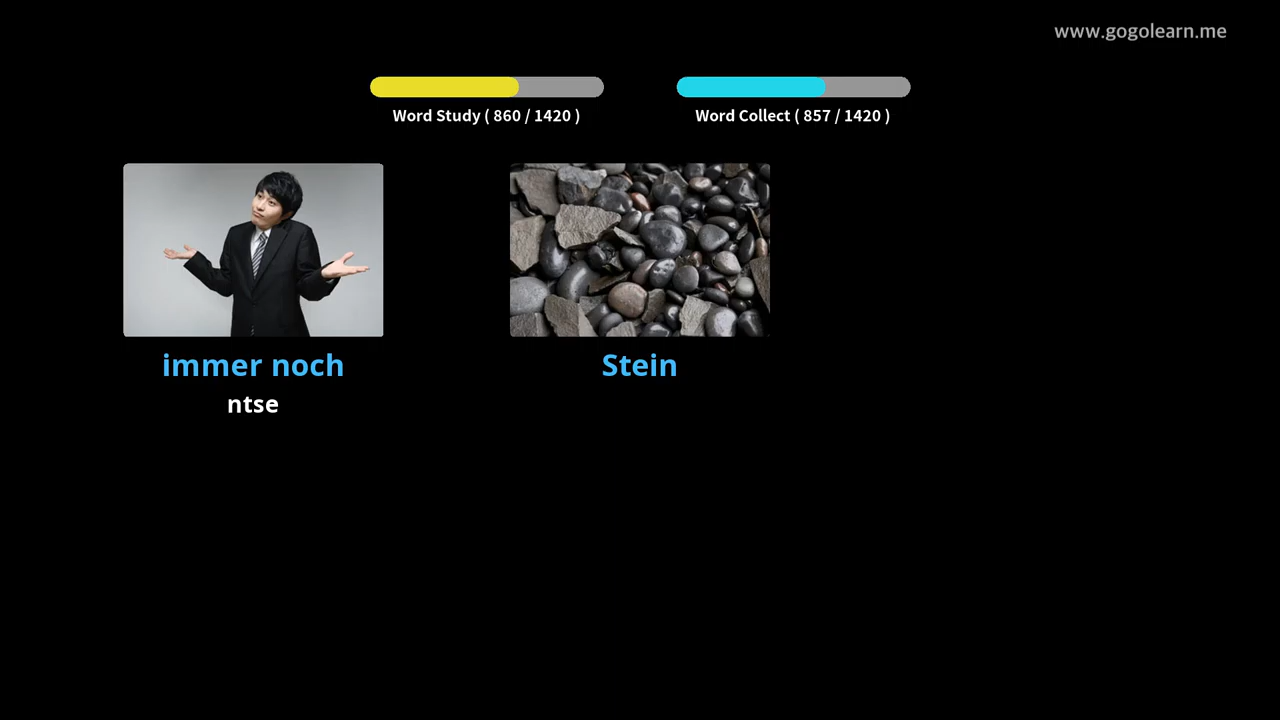 www.gogolearn.me
Word Study ( 860 / 1420 )
Word Collect ( 857 / 1420 )
immer noch
Stein
ntse